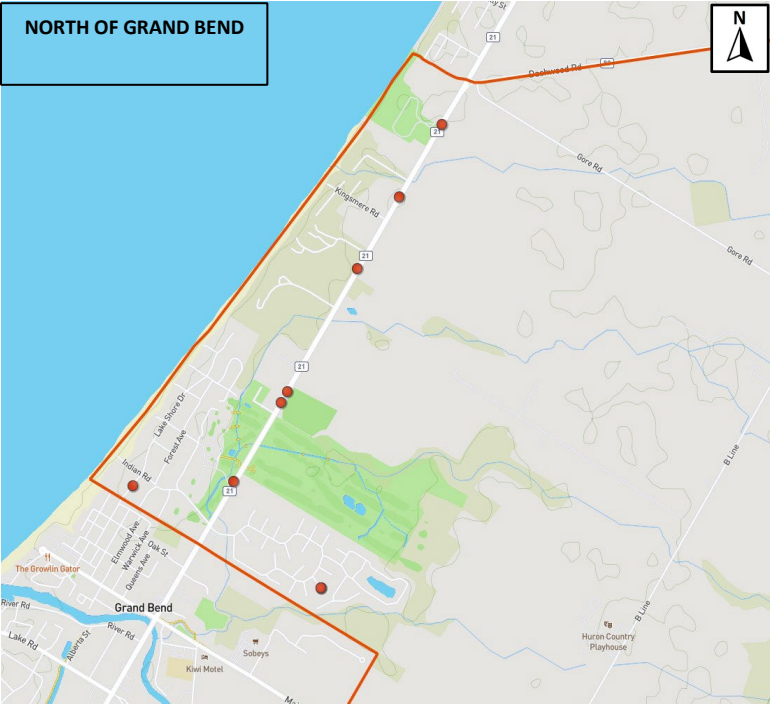 NORTH OF GRAND BEND
N
21
Dashwood Rd
21
Gore Rd
Kingsmere Rd
Gore Rd
21
21
Lake Shore Dr
Forest Ave
B Line
Indian Rd
21
Elmwood Ave
Warwick Ave
Queens Ave
Oak St
The Growlin Gator
River Rd
Grand Bend
B Line
River Rd
Lake Rd
Alberta St
Sobeys
Huron Country
Playhouse
Kiwi Motel